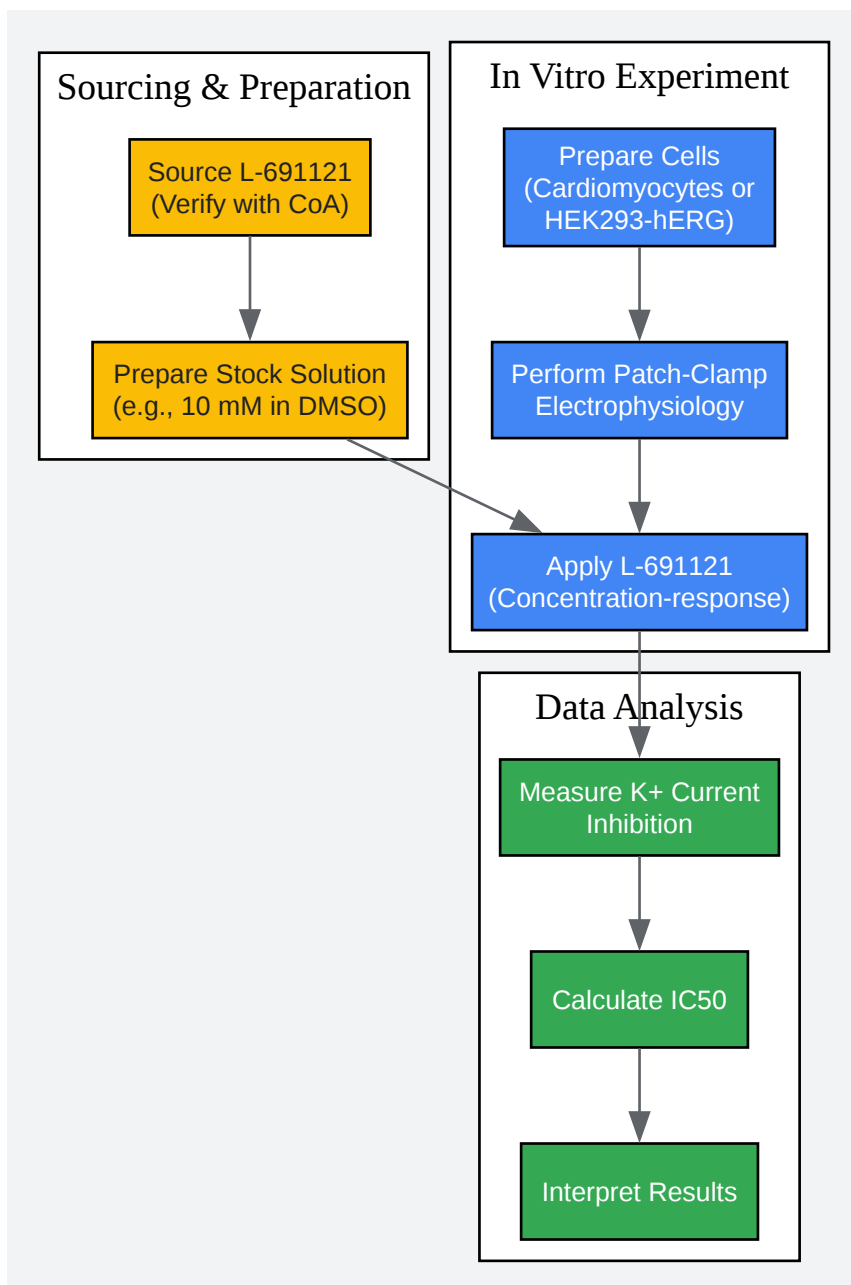 Sourcing & Preparation
Source L-691121
(Verify with CoA)
Prepare Stock Solution
(e.g., 10 mM in DMSO)
In Vitro Experiment
Prepare Cells
(Cardiomyocytes or
HEK293-hERG)
Perform Patch-Clamp
Electrophysiology
Apply L-691121
(Concentration-response)
Data Analysis
Measure K+ Current
Inhibition
Calculate IC50
Interpret Results